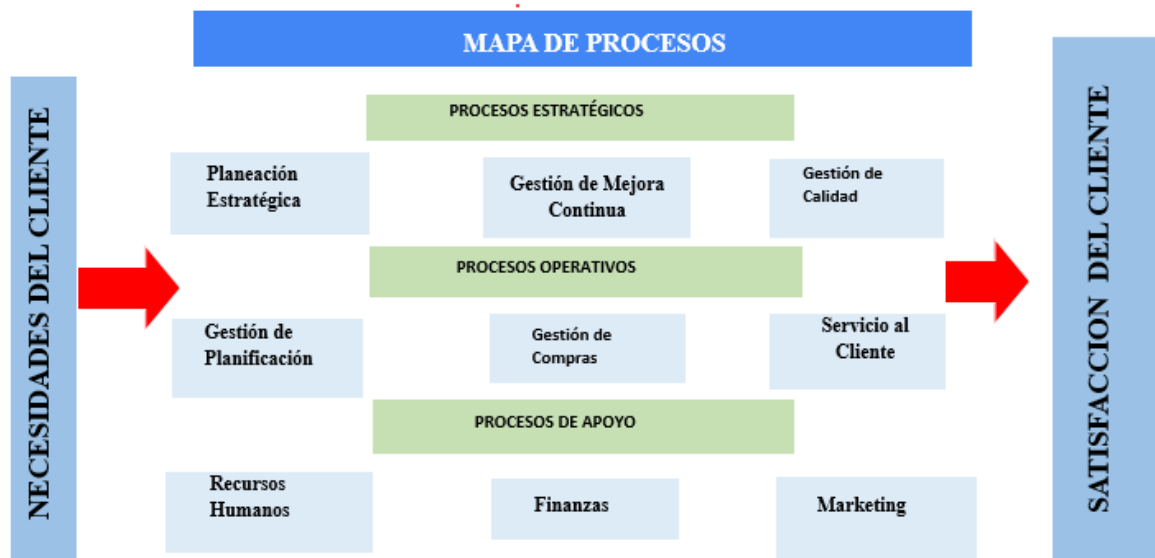 MAPA DE PROCESOS
NECESIDADES DEL CLIENTE
PROCESOS ESTRATÉGICOS
Planeación
Estratégica
Gestión de Mejora
Continua
Gestión de
Calidad
PROCESOS OPERATIVOS
Gestión de
Planificación
Gestión de
Compras
Servicio al
Cliente
PROCESOS DE APOYO
Recursos
Humanos
Finanzas
Marketing
SATISFACCION DEL CLIENTE